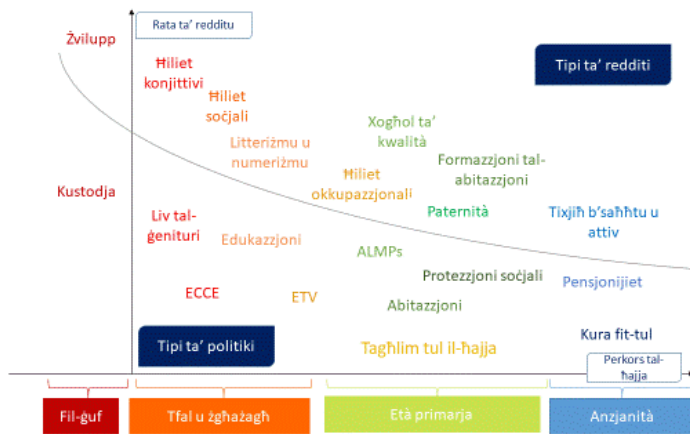 Żvilupp
Rata ta' redditu
Tipi ta' redditi
Ħiliet
konjittivi
Ħiliet
soċjali
Litteriżmu u
numeriżmu
Xogħol ta'
kwalità
Ħiliet
okkupazzjonali
Formazzjoni tal-
abitazzjoni
Kustodja
Liv tal-
ġenituri
Edukazzjoni
Paternità
Tixjiħ b'saħħtu u
attiv
ALMPs
Protezzjoni soċjali
Pensjonijiet
ECCE
ETV
Abitazzjoni
Tipi ta' politiki
Tagħlim tul il-ħajja
Kura fit-tul
Perkors tal-
ħajja
Fil-ġuf
Tfal u żgħażagħ
Età primarja
Anzjanità